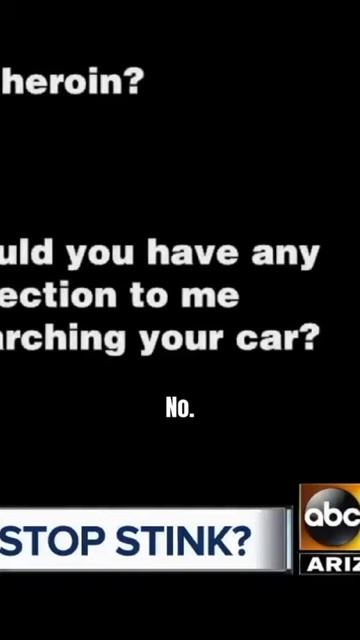 heroin?
uld you have any
ection to me
rching your car?
No.
STOP STINK?
abc
ARIZ